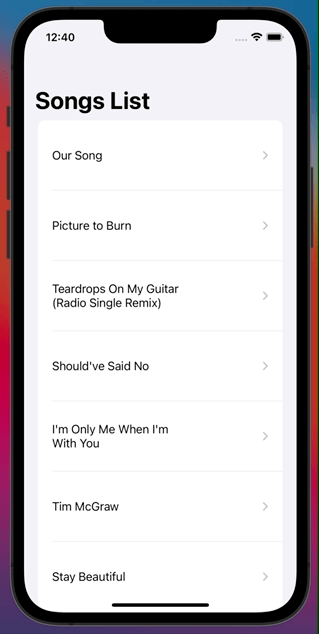 12:40
Songs List
Our Song
Picture to Burn
Teardrops On My Guitar
(Radio Single Remix)
Should've Said No
I'm Only Me When I'm
With You
Tim McGraw
Stay Beautiful